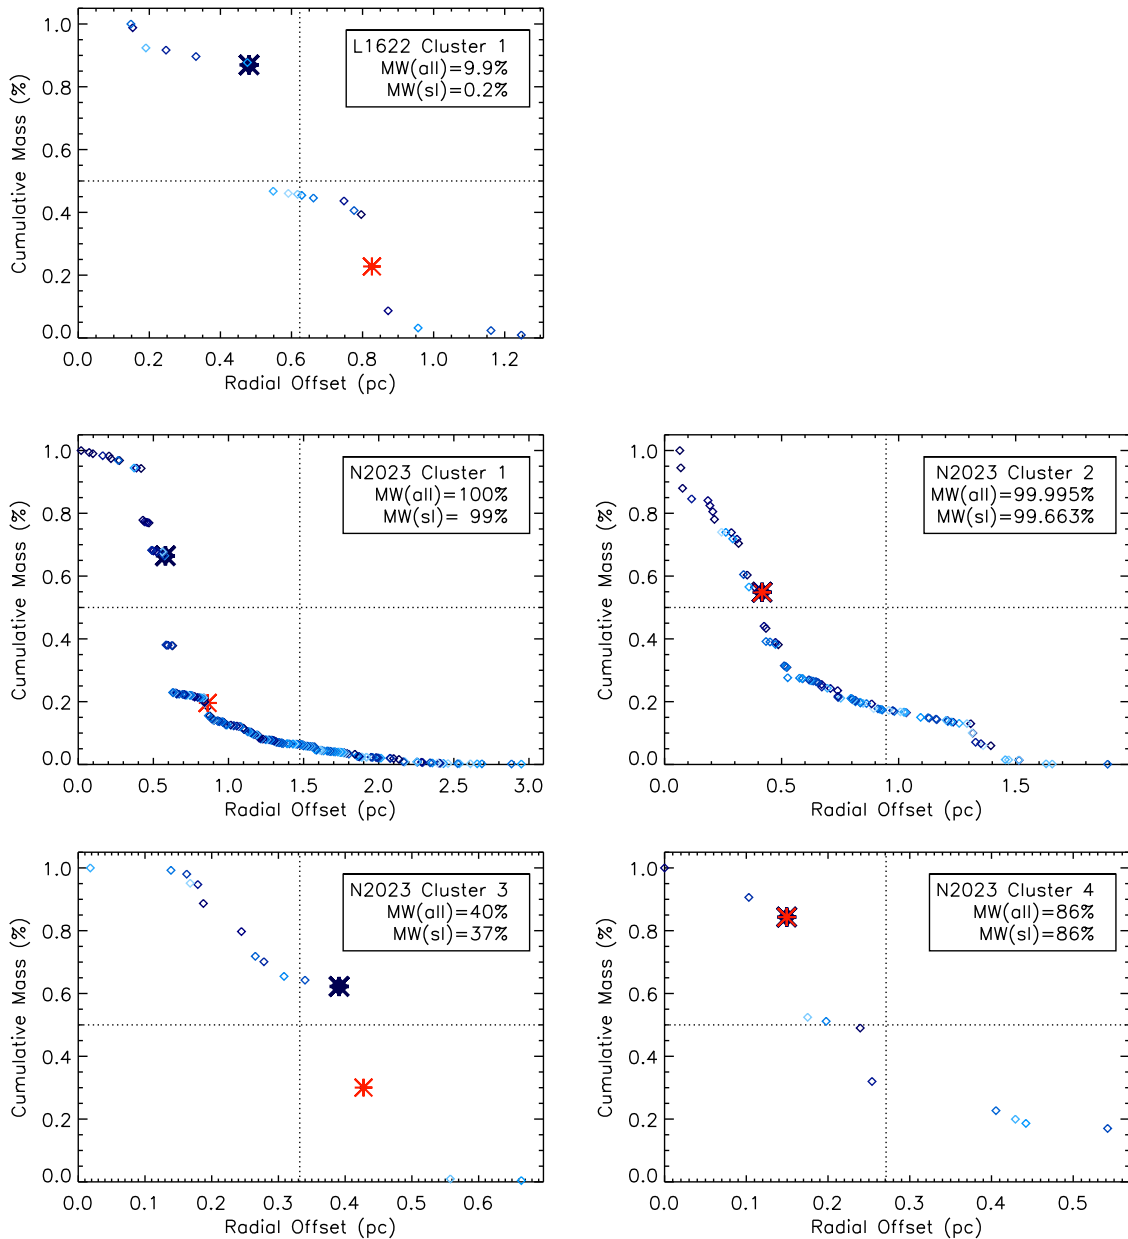 1.0
0.8
0.6
0.4
0.2
0.0
Cumulative Mass (%)
L1622 Cluster 1
MW(all)=9.9%
MW(sl)=0.2%
0.0 0.2 0.4 0.6 0.8 1.0 1.2
Radial Offset (pc)
1.0
0.8
0.6
0.4
0.2
0.0
Cumulative Mass (%)
N2023 Cluster 1
MW(all)=100%
MW(sl)= 99%
0.0 0.5 1.0 1.5 2.0 2.5 3.0
Radial Offset (pc)
1.0
0.8
0.6
0.4
0.2
0.0
Cumulative Mass (%)
N2023 Cluster 2
MW(all)=99.995%
MW(sl)=99.663%
0.0 0.5 1.0 1.5
Radial Offset (pc)
1.0
0.8
0.6
0.4
0.2
0.0
Cumulative Mass (%)
N2023 Cluster 3
MW(all)=40%
MW(sl)=37%
0.0 0.1 0.2 0.3 0.4 0.5 0.6
Radial Offset (pc)
1.0
0.8
0.6
0.4
0.2
0.0
Cumulative Mass (%)
N2023 Cluster 4
MW(all)=86%
MW(sl)=86%
0.0 0.1 0.2 0.3 0.4 0.5
Radial Offset (pc)